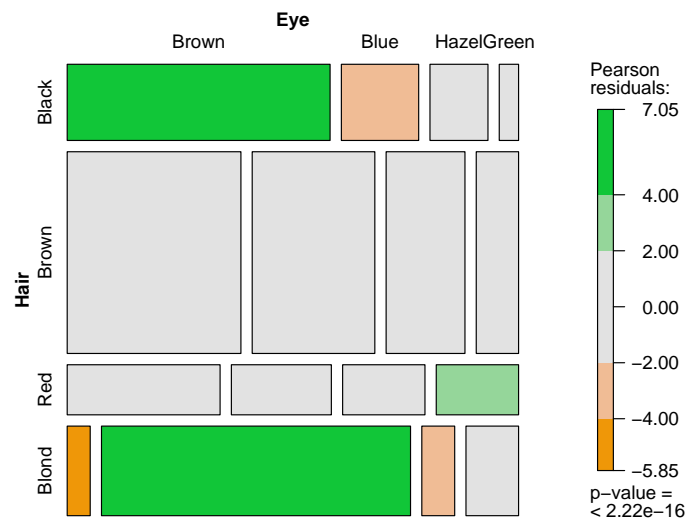 Eye
Brown Blue HazelGreen
Hair
Black
Brown
Red
Blond
Pearson
residuals:
7.05
4.00
2.00
0.00
−2.00
−4.00
−5.85
p−value =
< 2.22e−16